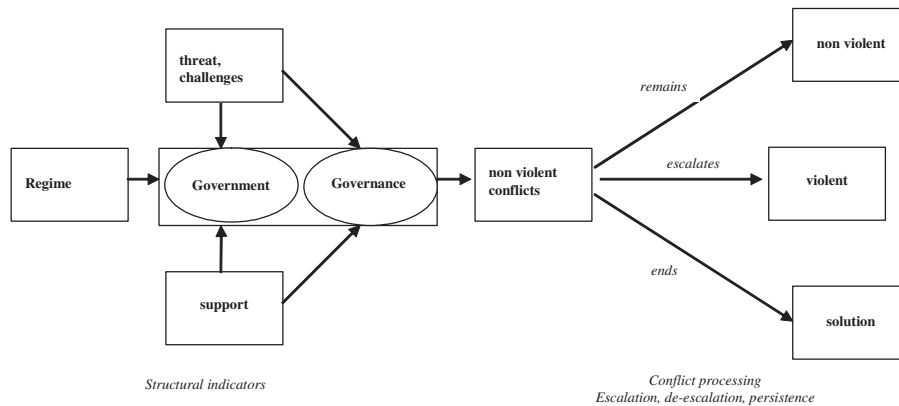 threat,
challenges
non violent
remains
Regime
Government
Governance
non violent
conflicts
escalates
violent
support
ends
solution
Structural indicators
Conflict processing
Escalation, de-escalation, persistence